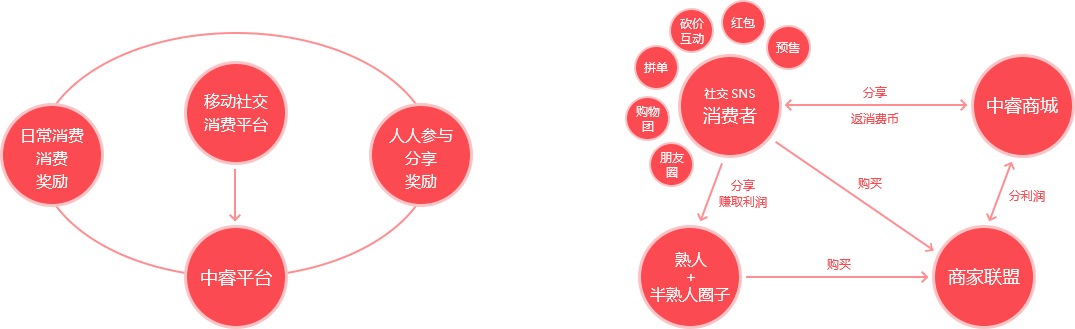 移动社交
消费平台
日常消费
消费
奖励
人人参与
分享
奖励
中睿平台
红包
砍价
互动
预售
拼单
购物
团
朋友
圈
社交 SNS
消费者
分享
返消费币
中睿商城
分享
赚取利润
购买
分利润
熟人
+
半熟人圈子
购买
商家联盟